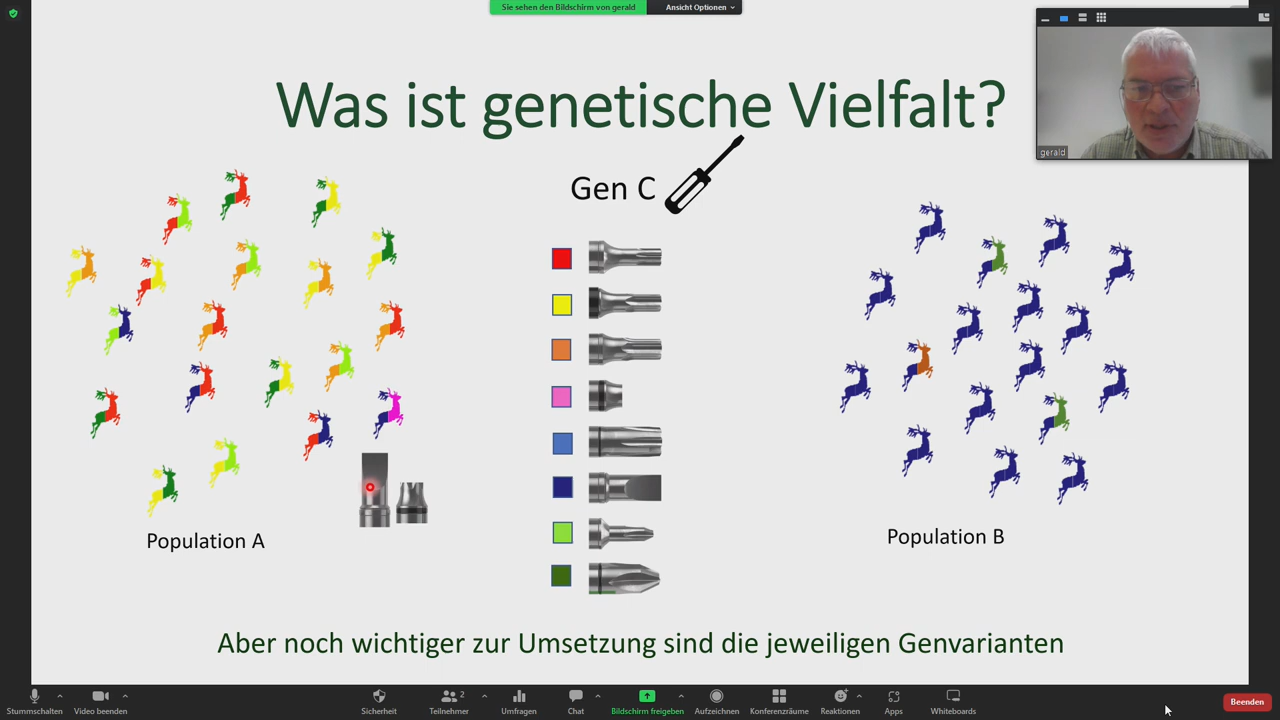 Sie sehen den Bildschirm von gerald
Ansicht Optionen
gerald
Was ist genetische Vielfalt?
Gen C
Population A
Population B
Aber noch wichtiger zur Umsetzung sind die jeweiligen Genvarianten
Stummschalten
Video beenden
Sicherheit
2
Teilnehmer
Umfragen
Chat
Bildschirm freigeben
Aufzeichnen
Konferenzräume
Reaktionen
Apps
Whiteboards
Beenden